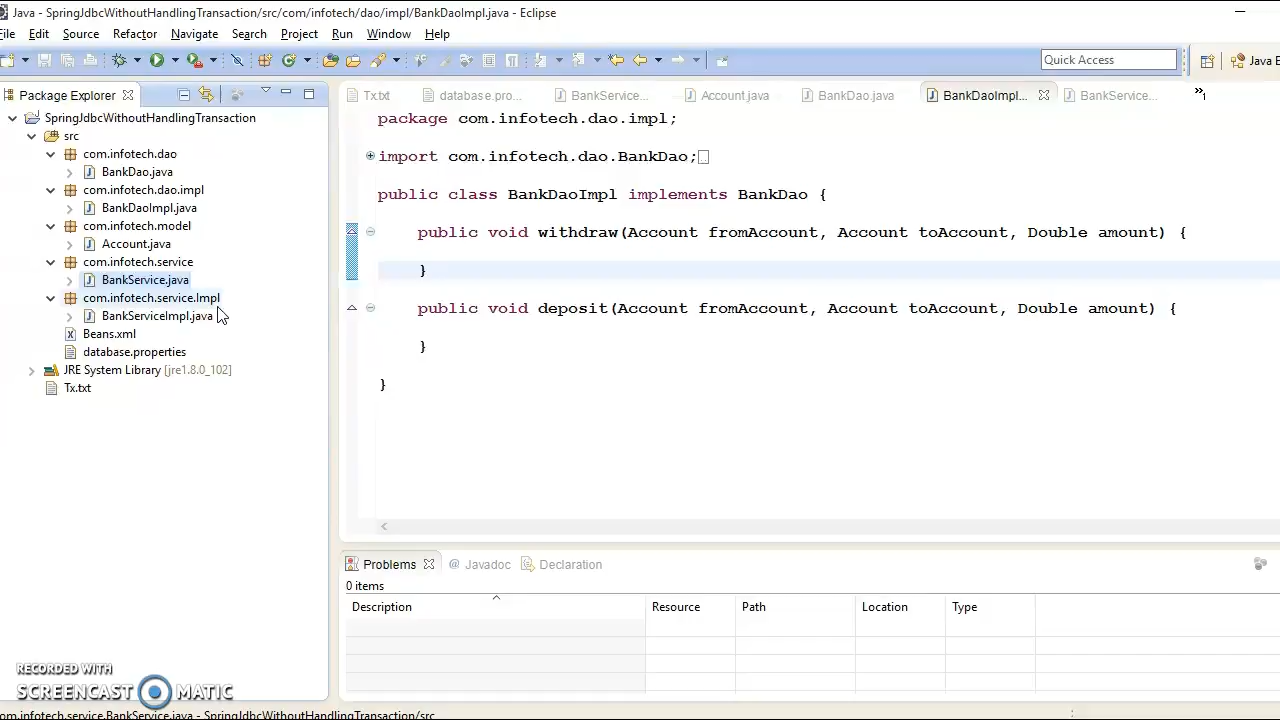 Java - SpringJdbcWithoutHandlingTransaction/src/com/infotech/dao/impl/BankDaoImpl.java - Eclipse
File Edit Source Refactor Navigate Search Project Run Window Help
Quick Access
Java E
Package Explorer
Tx.txt database.pro... BankService... Account.java BankDao.java BankDaoImpl... BankService... »1
SpringJdbcWithoutHandlingTransaction
src
com.infotech.dao
BankDao.java
com.infotech.dao.impl
BankDaoImpl.java
com.infotech.model
Account.java
com.infotech.service
BankService.java
com.infotech.service.Impl
BankServiceImpl.java
Beans.xml
database.properties
JRE System Library [jre1.8.0_102]
Tx.txt
package com.infotech.dao.impl;
import com.infotech.dao.BankDao;
public class BankDaoImpl implements BankDao {
public void withdraw(Account fromAccount, Account toAccount, Double amount) {
}
public void deposit(Account fromAccount, Account toAccount, Double amount) {
}
}
Problems @ Javadoc Declaration
0 items
Description Resource Path Location Type
RECORDED WITH
SCREENCAST MATIC
com.infotech.service.BankService.java - SpringJdbcWithoutHandlingTransaction/src